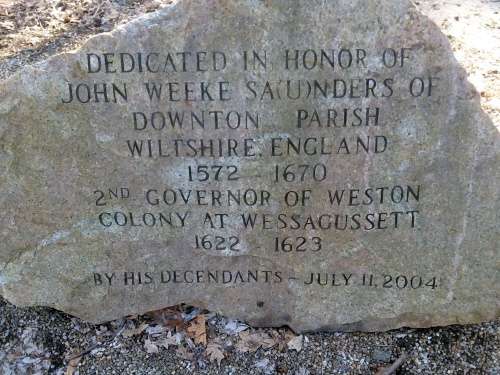 DEDICATED IN HONOR OF
JOHN WEEKE SA(U)NDERS OF
DOWNTON PARISH
WILTSHIRE ENGLAND
1572 1670
2ND GOVERNOR OF WESTON
COLONY AT WESSAGUSSETT
1622 1623
BY HIS DECENDANTS - JULY 11, 2004